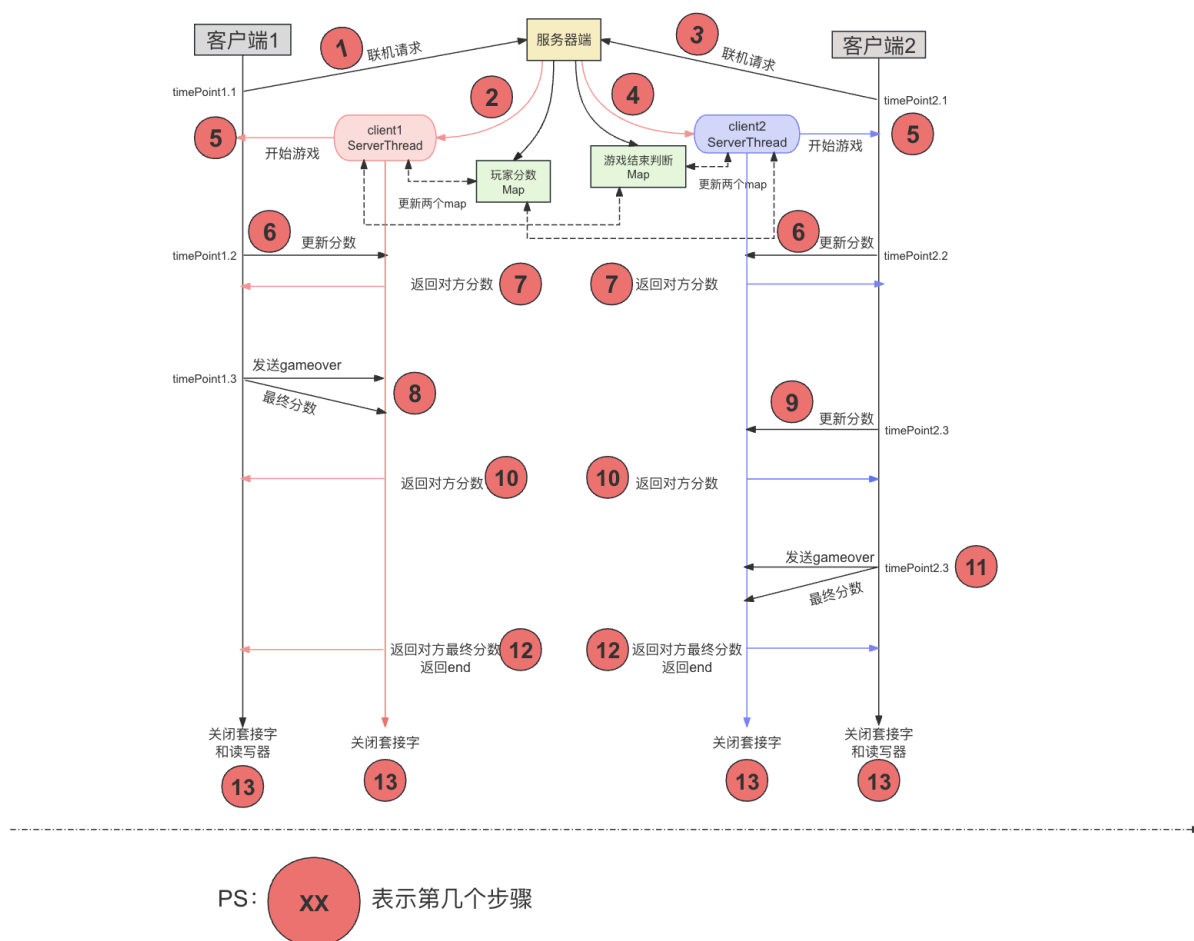 客户端1
服务器端
客户端2
1
联机请求
3
联机请求
timePoint1.1
timePoint2.1
2
4
5
开始游戏
client1
ServerThread
client2
ServerThread
开始游戏
5
玩家分数
Map
游戏结束判断
Map
更新两个map
更新两个map
6
更新分数
6
更新分数
timePoint1.2
timePoint2.2
返回对方分数
7
7
返回对方分数
timePoint1.3
发送gameover
最终分数
8
9
更新分数
timePoint2.3
返回对方分数
10
10
返回对方分数
发送gameover
最终分数
timePoint2.3
11
返回对方最终分数
返回end
12
12
返回对方最终分数
返回end
关闭套接字
和读写器
关闭套接字
关闭套接字
关闭套接字
和读写器
13
13
13
13
PS：
xx
表示第几个步骤